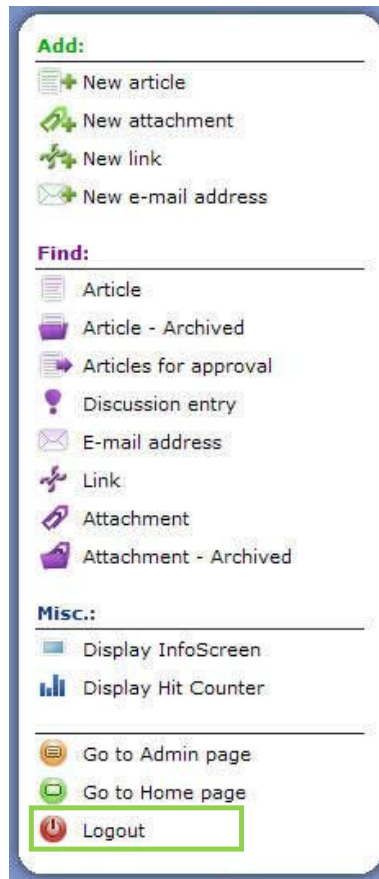 Add:
New article
New attachment
New link
New e-mail address
Find:
Article
Article - Archived
Articles for approval
Discussion entry
E-mail address
Link
Attachment
Attachment - Archived
Misc.:
Display InfoScreen
Display Hit Counter
Go to Admin page
Go to Home page
Logout